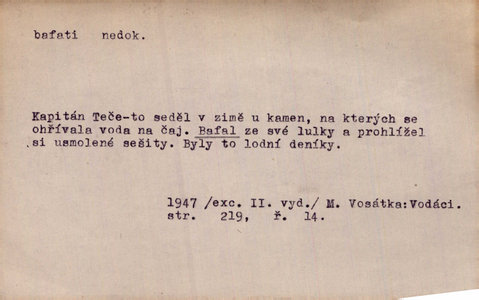 bafati nedok.
Kapitán Teče-to seděl v zimě u kamen, na kterých se
ohřívala voda na čaj. Bafal ze své lulky a prohlížel
si usmolené sešity. Byly to lodní deníky.
1947 /exc. II. vyd./ M. Vosátka:Vodáci.
str. 219, ř. 14.